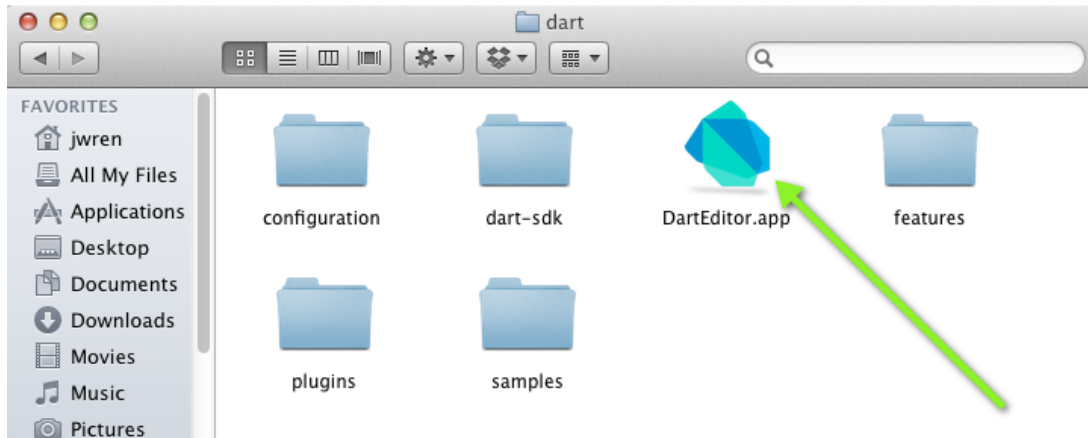 dart
FAVORITES
jwren
All My Files
Applications
Desktop
Documents
Downloads
Movies
Music
Pictures
configuration
dart-sdk
DartEditor.app
features
plugins
samples